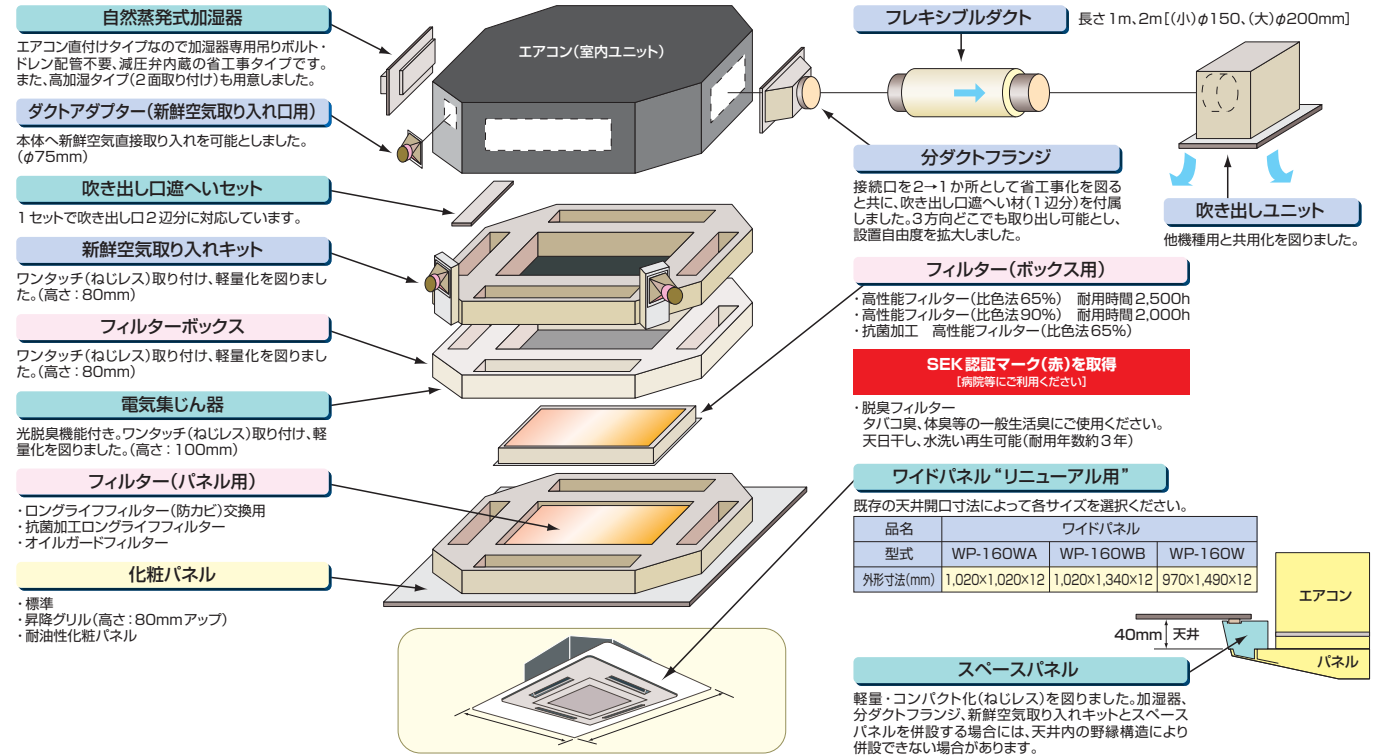 自然蒸発式加湿器
エアコン直付けタイプなので加湿器専用吊りボルト・
ドレン配管不要、減圧弁内蔵の省工事タイプです。
また、高加湿タイプ(2面取り付け)も用意しました。
ダクトアダプター(新鮮空気取り入れ口用)
本体へ新鮮空気直接取り入れを可能としました。
(φ75mm)
吹き出し口遮へいセット
1セットで吹き出し口2辺分に対応しています。
新鮮空気取り入れキット
ワンタッチ(ねじレス)取り付け、軽量化を図りまし
た。(高さ:80mm)
フィルターボックス
ワンタッチ(ねじレス)取り付け、軽量化を図りまし
た。(高さ:80mm)
電気集じん器
光脱臭機能付き。ワンタッチ(ねじレス)取り付け、軽
量化を図りました。(高さ:100mm)
フィルター(パネル用)
・ロングライフフィルター(防カビ)交換用
・抗菌加工ロングライフフィルター
・オイルガードフィルター
化粧パネル
・標準
・昇降グリル(高さ:80mmアップ)
・耐油性化粧パネル
エアコン(室内ユニット)
フレキシブルダクト
長さ1m、2m[(小)φ150、(大)φ200mm]
分ダクトフランジ
接続口を2→1か所として省工事化を図る
と共に、吹き出し口遮へい材(1辺分)を付属
しました。3方向どこでも取り出し可能とし、
設置自由度を拡大しました。
吹き出しユニット
他機種用と共用化を図りました。
フィルター(ボックス用)
・高性能フィルター(比色法65%) 耐用時間2,500h
・高性能フィルター(比色法90%) 耐用時間2,000h
・抗菌加工 高性能フィルター(比色法65%)
SEK認証マーク(赤)を取得
[病院等にご利用ください]
・脱臭フィルター
タバコ臭、体臭等の一般生活臭にご使用ください。
天日干し、水洗い再生可能(耐用年数約3年)
ワイドパネル“リニューアル用”
既存の天井開口寸法によって各サイズを選択ください。
品名 ワイドパネル
型式 WP-160WA WP-160WB WP-160W
外形寸法(mm) 1,020×1,020×12 1,020×1,340×12 970×1,490×12
エアコン
40mm 天井
パネル
スペースパネル
軽量・コンパクト化(ねじレス)を図りました。加湿器、
分ダクトフランジ、新鮮空気取り入れキットとスペース
パネルを併設する場合には、天井内の野縁構造により
併設できない場合があります。